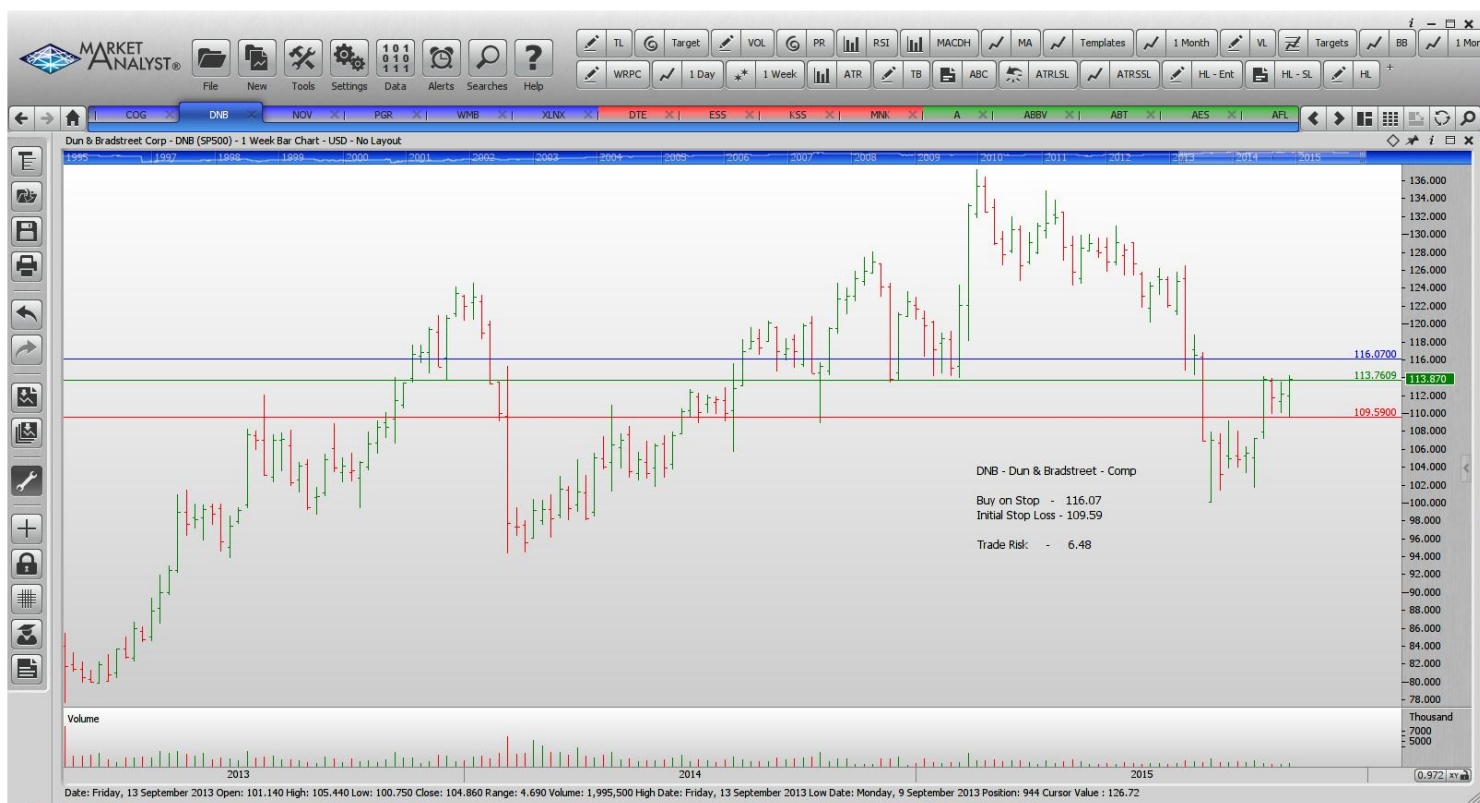 i
TL Target VOL PR RSI MACDH MA Templates 1 Month VL Targets BB 1 Mor
MARKET
ANALYST®
101
010
111
File New Tools Settings Data Alerts Searches Help
WRPC 1 Day 1 Week ATR TB ABC ATRLSL ATRSSL HL - Ent HL - SL HL +
COG DNB NOV PGR WMB XLNX DTE ESS KSS MNK A ABBV ABT AES AFL
Dun & Bradstreet Corp - DNB (SP500) - 1 Week Bar Chart - USD - No Layout
i
1995 1997 1998 1999 2000 2001 2002 2003 2004 2005 2006 2007 2008 2009 2010 2011 2012 2013 2014 2015
136.000
134.000
132.000
130.000
128.000
126.000
124.000
122.000
120.000
118.000
116.0700
116.000
113.7609
113.870
112.000
110.000
109.5900
108.000
106.000
104.000
102.000
100.000
98.000
96.000
94.000
92.000
90.000
88.000
86.000
84.000
82.000
80.000
78.000
DNB - Dun & Bradstreet - Comp
Buy on Stop - 116.07
Initial Stop Loss - 109.59
Trade Risk - 6.48
Volume
Thousand
7000
5000
2013 2014 2015
0.972 XY
Date: Friday, 13 September 2013 Open: 101.140 High: 105.440 Low: 100.750 Close: 104.860 Range: 4.690 Volume: 1,995,500 High Date: Friday, 13 September 2013 Low Date: Monday, 9 September 2013 Position: 944 Cursor Value : 126.72